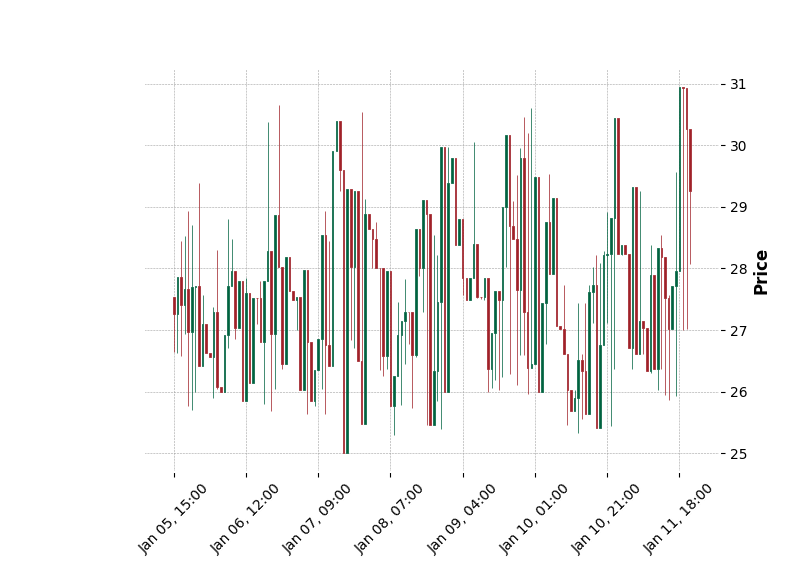 31
30
29
28
27
26
25
Price
Jan 05, 15:00
Jan 06, 12:00
Jan 07, 09:00
Jan 08, 07:00
Jan 09, 04:00
Jan 10, 01:00
Jan 10, 21:00
Jan 11, 18:00